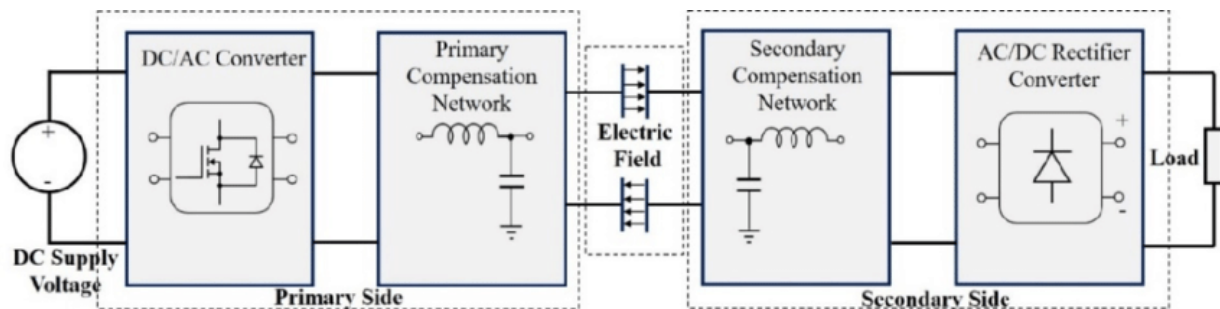 DC/AC Converter
Primary
Compensation
Network
Electric
Field
Secondary
Compensation
Network
AC/DC Rectifier
Converter
+
-
+
-
Load
DC Supply
Voltage
Primary Side
Secondary Side